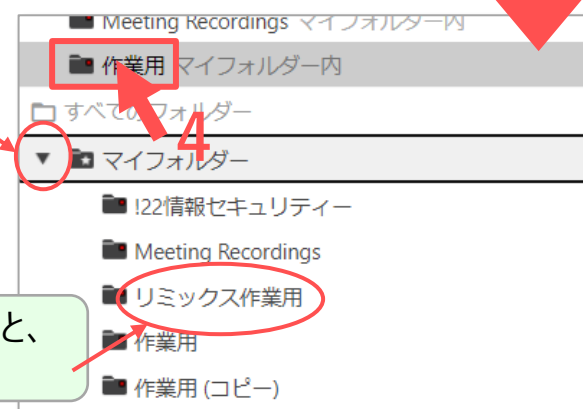 Meeting Recordings マイフォルダー内
作業用 マイフォルダー内
4
すべてのフォルダー
マイフォルダー
!22情報セキュリティー
Meeting Recordings
リミックス作業用
と、
作業用
作業用 (コピー)